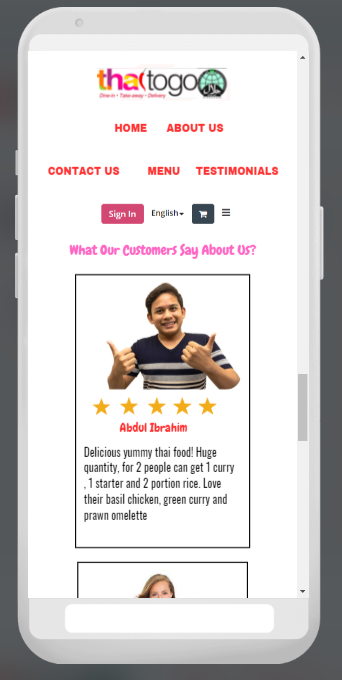 thaitogo
Dine in • Take away • Delivery
HOME ABOUT US
CONTACT US MENU TESTIMONIALS
Sign In English
What Our Customers Say About Us?
Abdul Ibrahim
Delicious yummy thai food! Huge
quantity, for 2 people can get 1 curry
, 1 starter and 2 portion rice. Love
their basil chicken, green curry and
prawn omelette